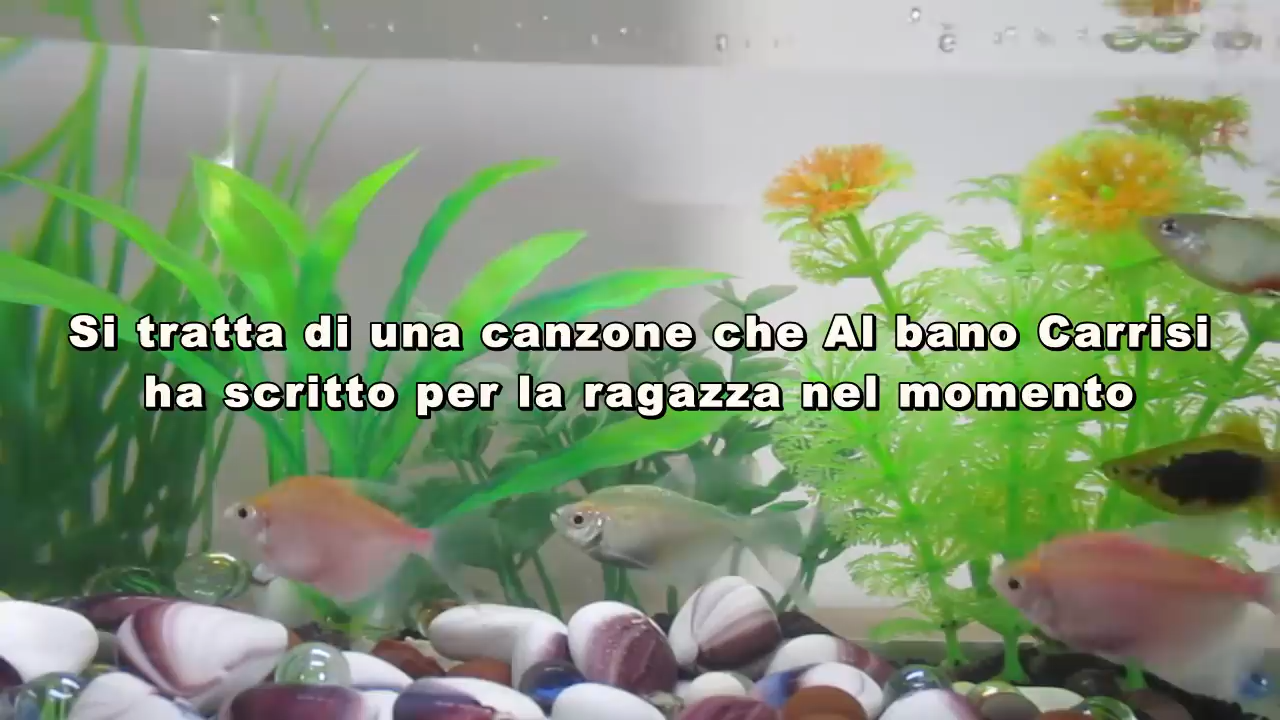 Si tratta di una canzone che Al bano Carrisi
ha scritto per la ragazza nel momento